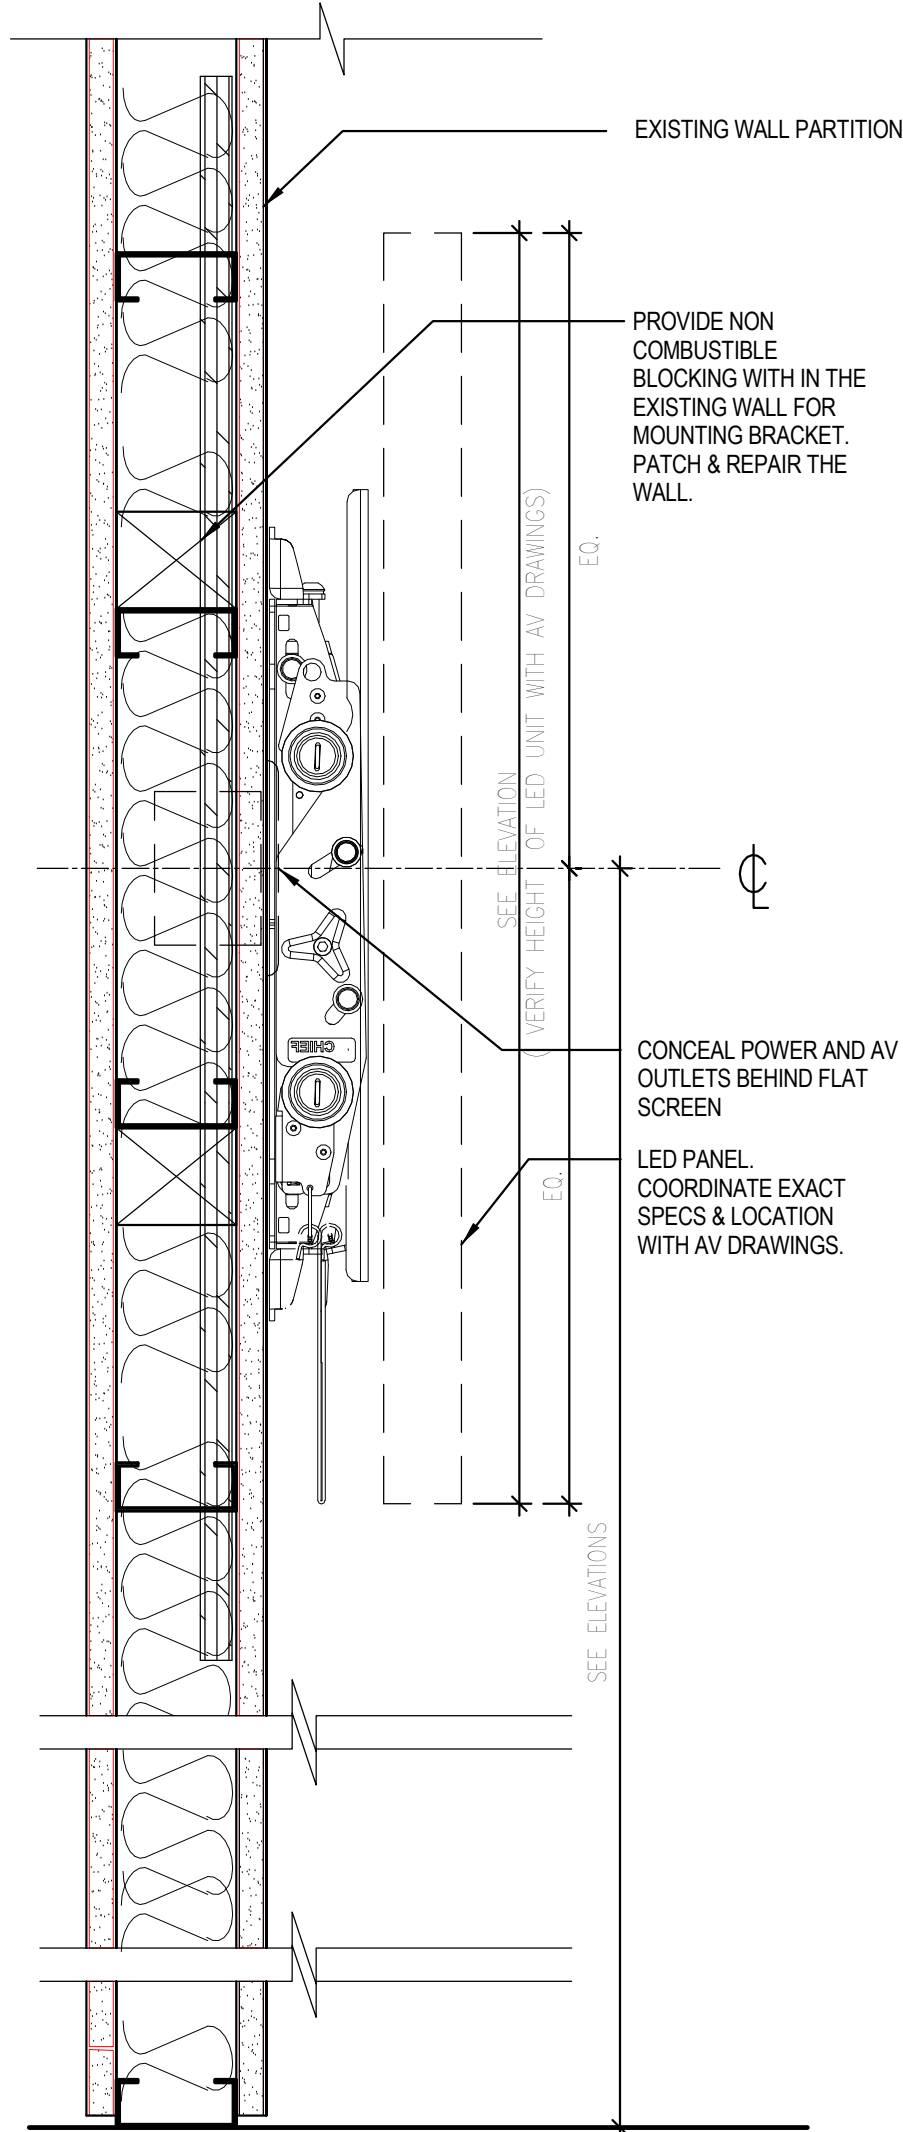 EXISTING WALL PARTITION
PROVIDE NON
COMBUSTIBLE
BLOCKING WITH IN THE
EXISTING WALL FOR
MOUNTING BRACKET.
PATCH & REPAIR THE
WALL.
EQ.
SEE ELEVATION
( VERIFY HEIGHT OF LED UNIT WITH AV DRAWINGS)
CL
CHIEF
CONCEAL POWER AND AV
OUTLETS BEHIND FLAT
SCREEN
LED PANEL.
COORDINATE EXACT
SPECS & LOCATION
WITH AV DRAWINGS.
EQ.
SEE ELEVATIONS